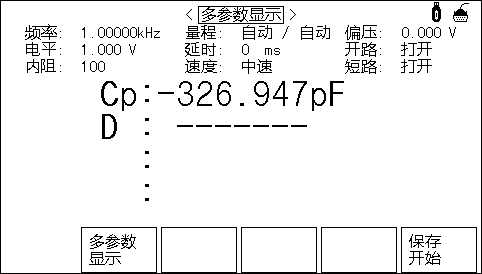 <多参数显示>
频率: 1.00000kHz 量程: 自动 / 自动 偏压: 0.000 V
电平: 1.000 V 延时: 0 ms 开路: 打开
内阻: 100 速度: 中速 短路: 打开
Cp:-326.947pF
D : -------
:
:
:
多参数 保存
显示 开始